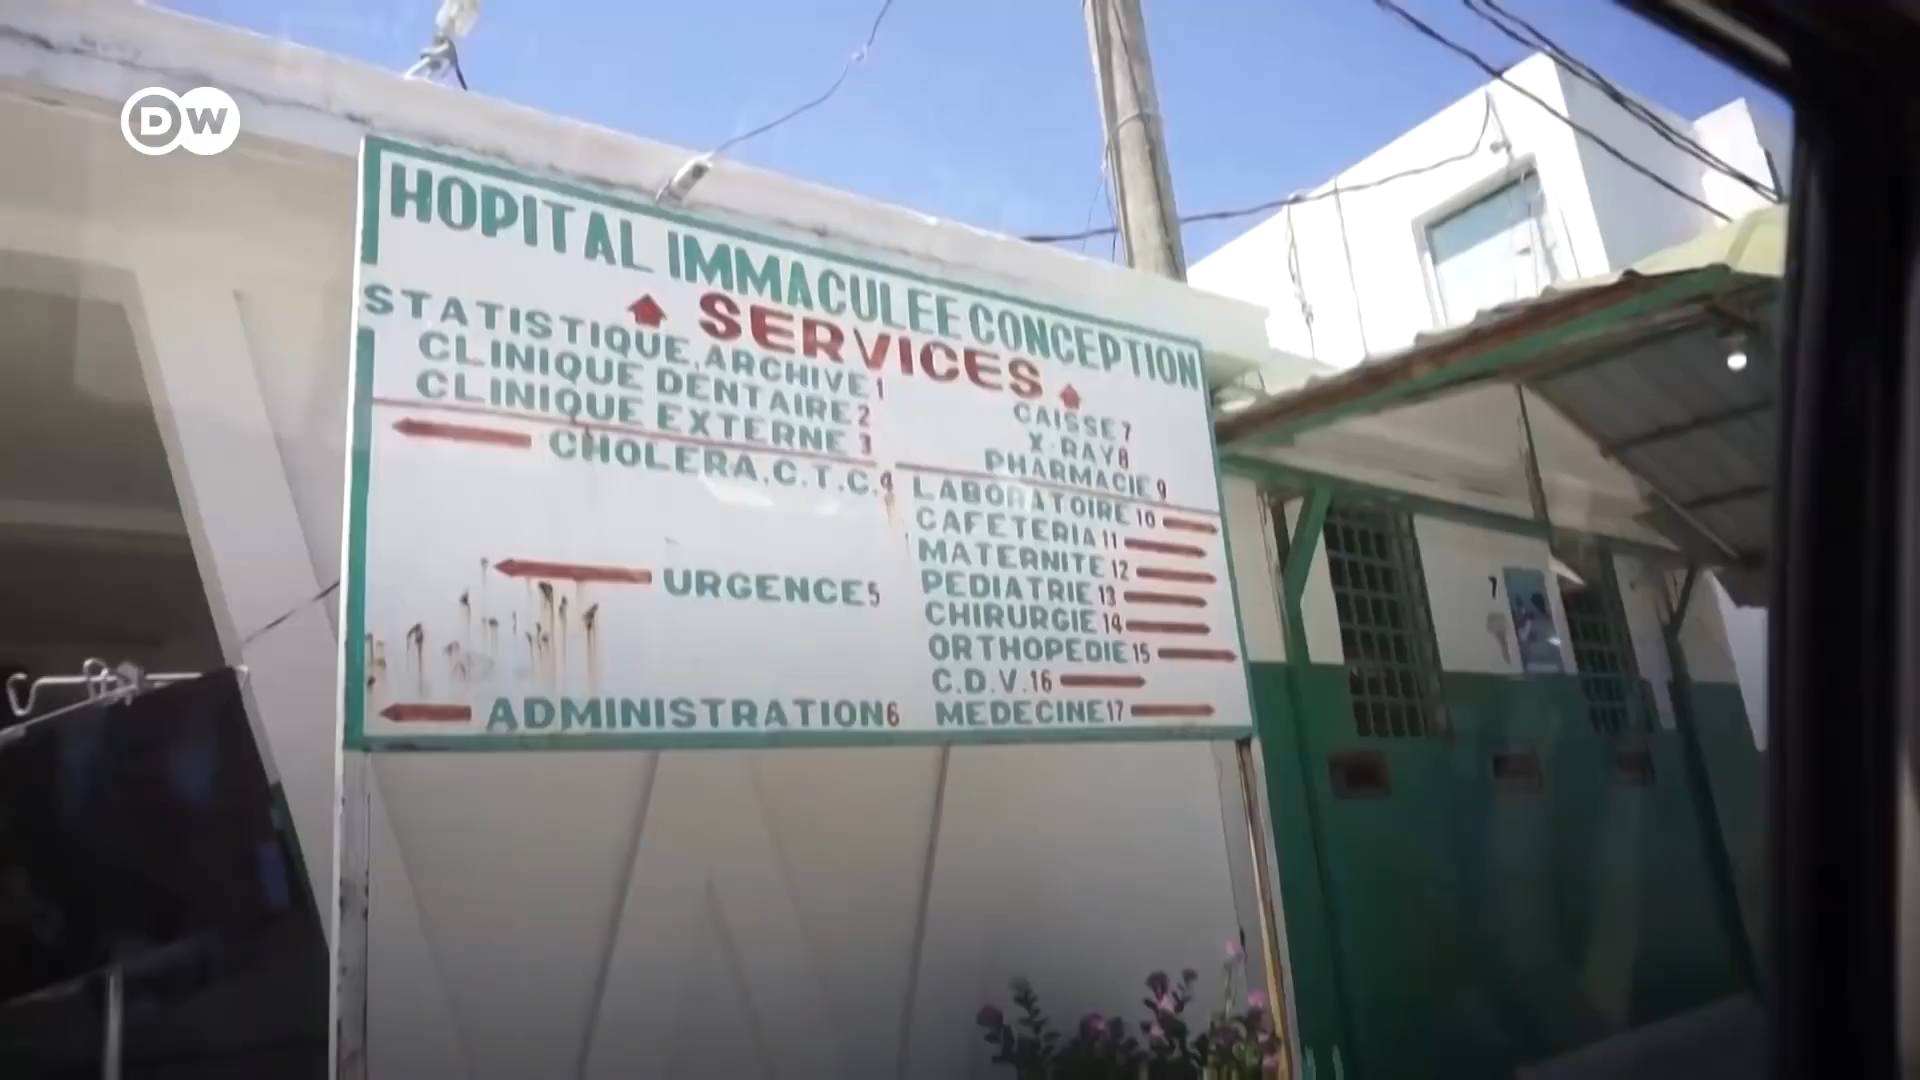 DW
HOPITAL IMMACULEE CONCEPTION
SERVICES
STATISTIQUE, ARCHIVE 1
CLINIQUE DENTAIRE 2
CLINIQUE EXTERNE 3
CHOLERA, C.T.C. 4
URGENCE 5
ADMINISTRATION 6
CAISSE 7
X-RAY 8
PHARMACIE 9
LABORATOIRE 10
CAFETERIA 11
MATERNITE 12
PEDIATRIE 13
CHIRURGIE 14
ORTHOPEDIE 15
C.D.V. 16
MEDECINE 17
7